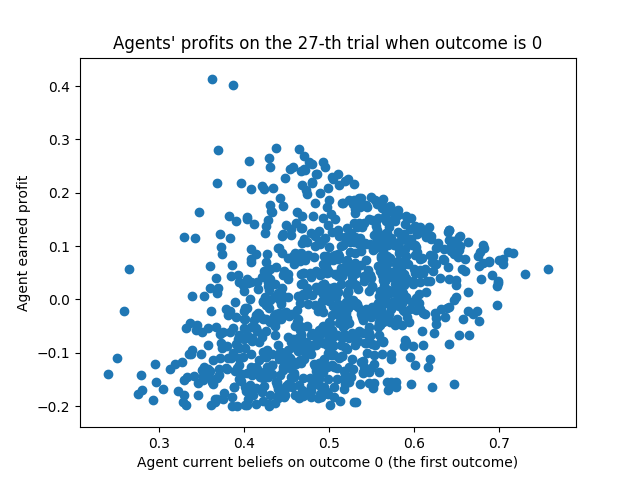 Agents' profits on the 27-th trial when outcome is 0
Agent earned profit
0.4
0.3
0.2
0.1
0.0
−0.1
−0.2
0.3 0.4 0.5 0.6 0.7
Agent current beliefs on outcome 0 (the first outcome)